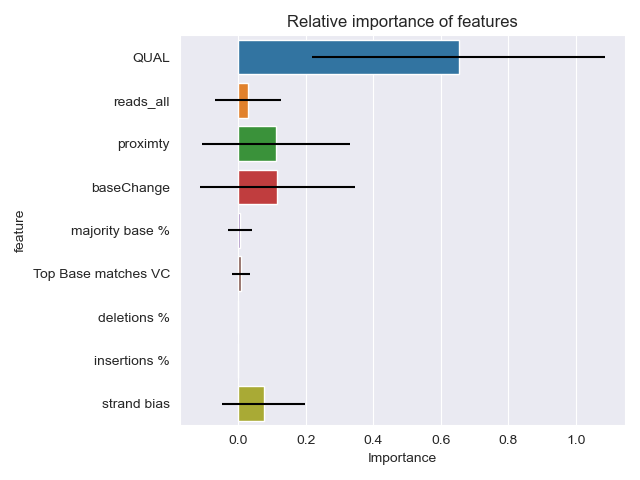 Relative importance of features
QUAL
reads_all
proximty
baseChange
majority base %
Top Base matches VC
deletions %
insertions %
strand bias
feature
0.0 0.2 0.4 0.6 0.8 1.0
Importance